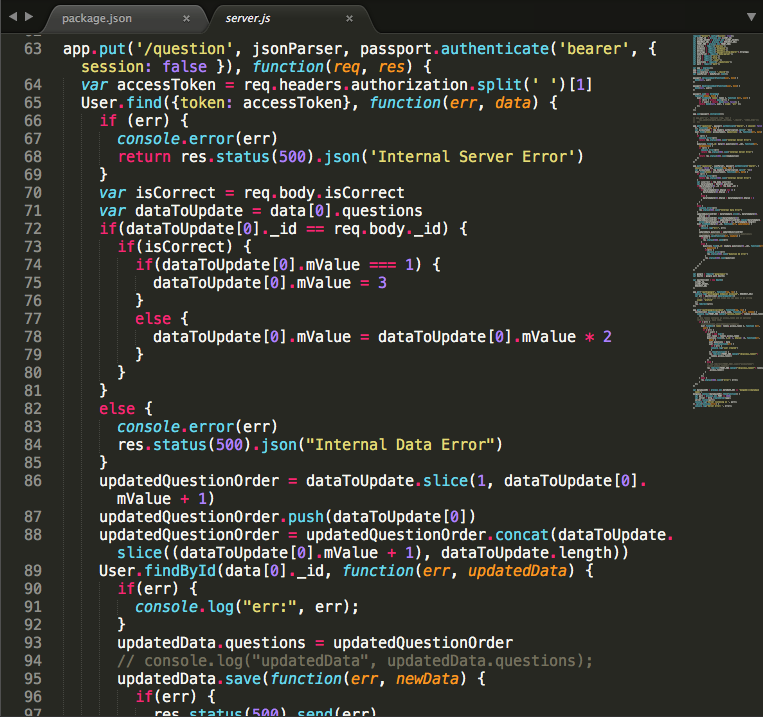 package.json × server.js ×
63 app.put('/question', jsonParser, passport.authenticate('bearer', {
session: false }), function(req, res) {
64 var accessToken = req.headers.authorization.split(' ')[1]
65 User.find({token: accessToken}, function(err, data) {
66 if (err) {
67 console.error(err)
68 return res.status(500).json('Internal Server Error')
69 }
70 var isCorrect = req.body.isCorrect
71 var dataToUpdate = data[0].questions
72 if(dataToUpdate[0]._id == req.body._id) {
73 if(isCorrect) {
74 if(dataToUpdate[0].mValue === 1) {
75 dataToUpdate[0].mValue = 3
76 }
77 else {
78 dataToUpdate[0].mValue = dataToUpdate[0].mValue * 2
79 }
80 }
81 }
82 else {
83 console.error(err)
84 res.status(500).json("Internal Data Error")
85 }
86 updatedQuestionOrder = dataToUpdate.slice(1, dataToUpdate[0].
mValue + 1)
87 updatedQuestionOrder.push(dataToUpdate[0])
88 updatedQuestionOrder = updatedQuestionOrder.concat(dataToUpdate.
slice((dataToUpdate[0].mValue + 1), dataToUpdate.length))
89 User.findById(data[0]._id, function(err, updatedData) {
90 if(err) {
91 console.log("err:", err);
92 }
93 updatedData.questions = updatedQuestionOrder
94 // console.log("updatedData", updatedData.questions);
95 updatedData.save(function(err, newData) {
96 if(err) {
97 res.status(500).send(err)